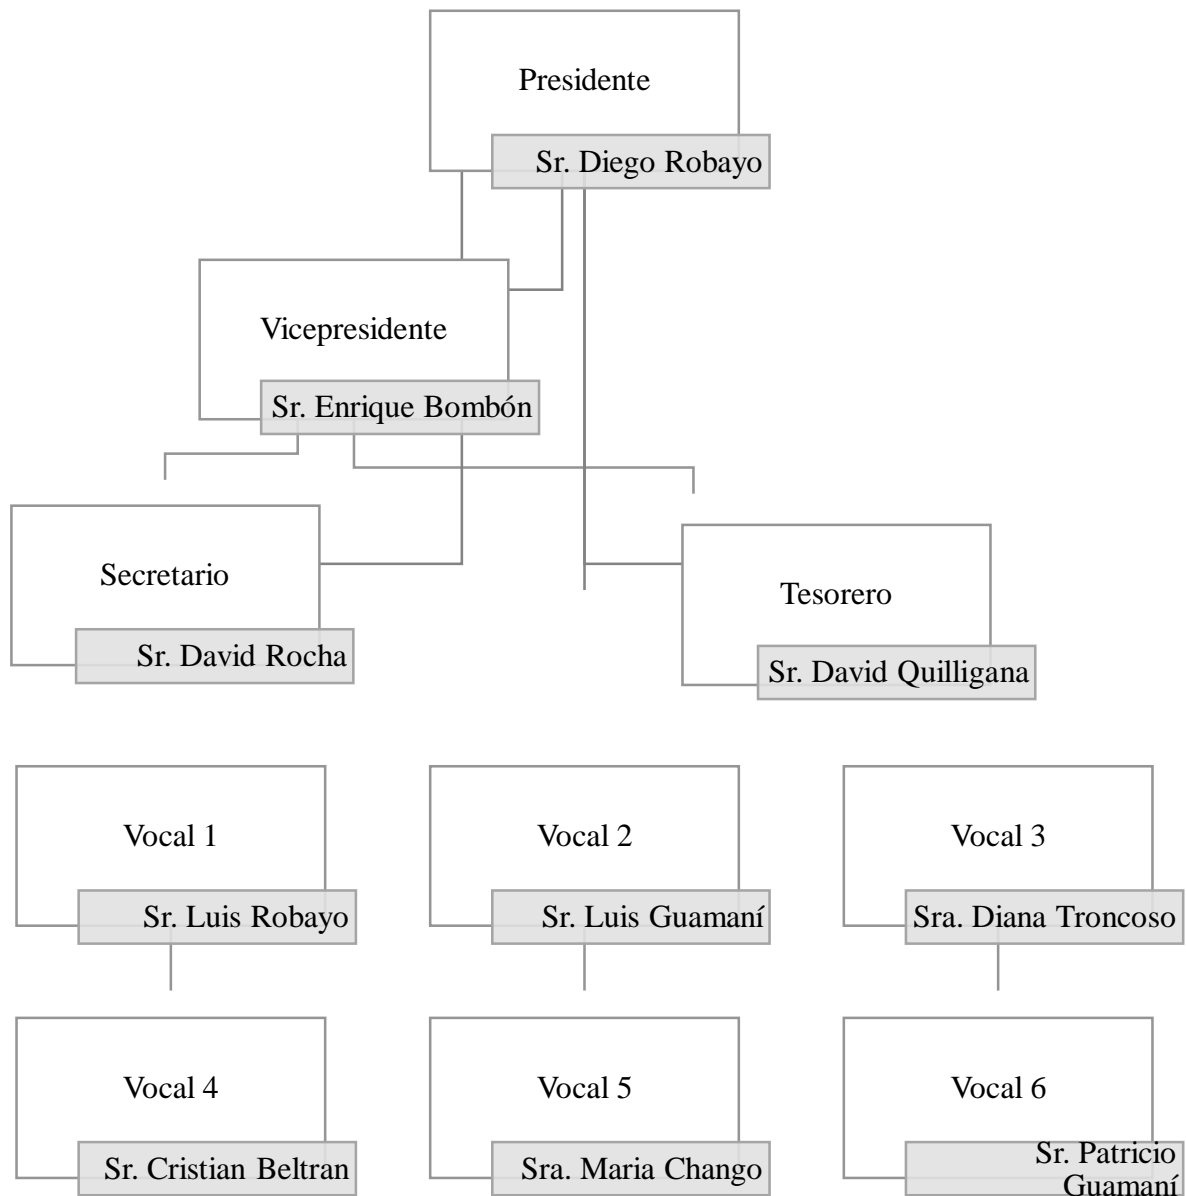 Presidente
Sr. Diego Robayo
Vicepresidente
Sr. Enrique Bombón
Secretario
Sr. David Rocha
Tesorero
Sr. David Quilligana
Vocal 1
Sr. Luis Robayo
Vocal 2
Sr. Luis Guamaní
Vocal 3
Sra. Diana Troncoso
Vocal 4
Sr. Cristian Beltran
Vocal 5
Sra. Maria Chango
Vocal 6
Sr. Patricio
Guamaní